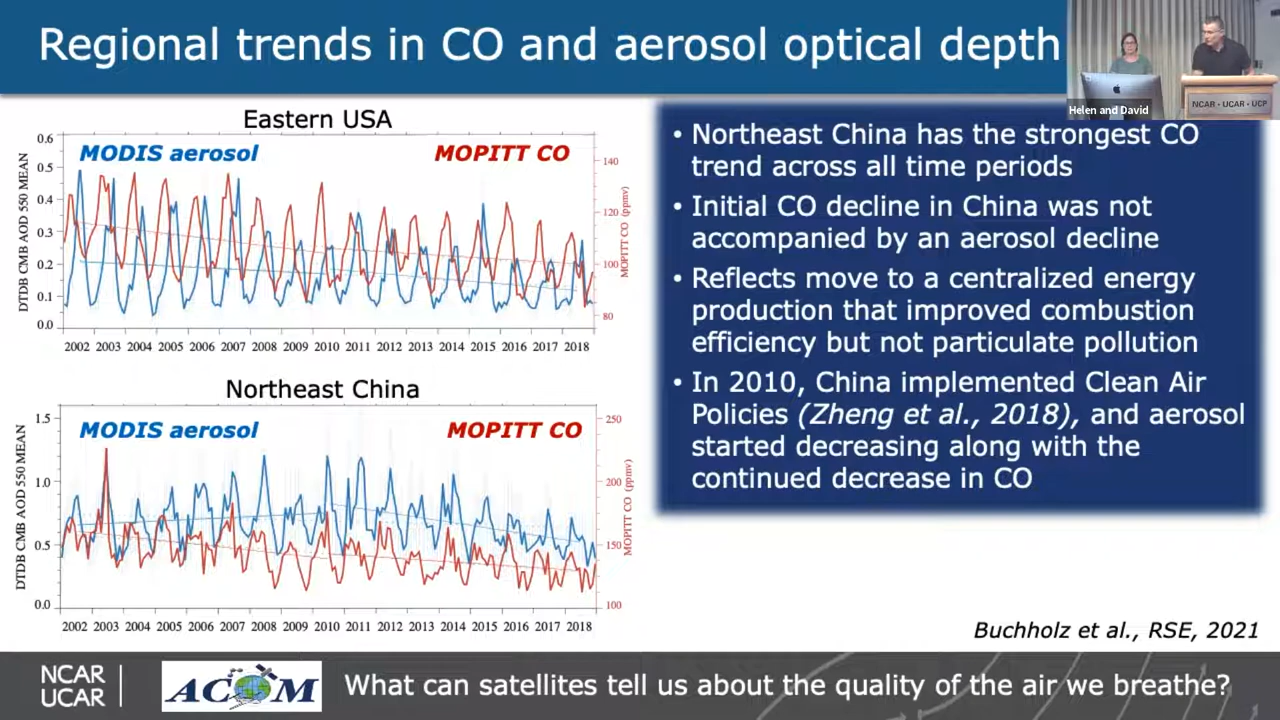 Regional trends in CO and aerosol optical depth
Helen and David
NCAR • UCAR • UCP
Eastern USA
MODIS aerosol
MOPITT CO
DTDB CMB AOD 550 MEAN
0.6
0.5
0.4
0.3
0.2
0.1
0.0
140
120
100
80
MOPITT CO (ppmv)
2002 2003 2004 2005 2006 2007 2008 2009 2010 2011 2012 2013 2014 2015 2016 2017 2018
Northeast China
MODIS aerosol
MOPITT CO
DTDB CMB AOD 550 MEAN
1.5
1.0
0.5
0.0
250
200
150
100
MOPITT CO (ppmv)
2002 2003 2004 2005 2006 2007 2008 2009 2010 2011 2012 2013 2014 2015 2016 2017 2018
• Northeast China has the strongest CO
trend across all time periods
• Initial CO decline in China was not
accompanied by an aerosol decline
• Reflects move to a centralized energy
production that improved combustion
efficiency but not particulate pollution
• In 2010, China implemented Clean Air
Policies (Zheng et al., 2018), and aerosol
started decreasing along with the
continued decrease in CO
Buchholz et al., RSE, 2021
NCAR
UCAR
ACOM
What can satellites tell us about the quality of the air we breathe?